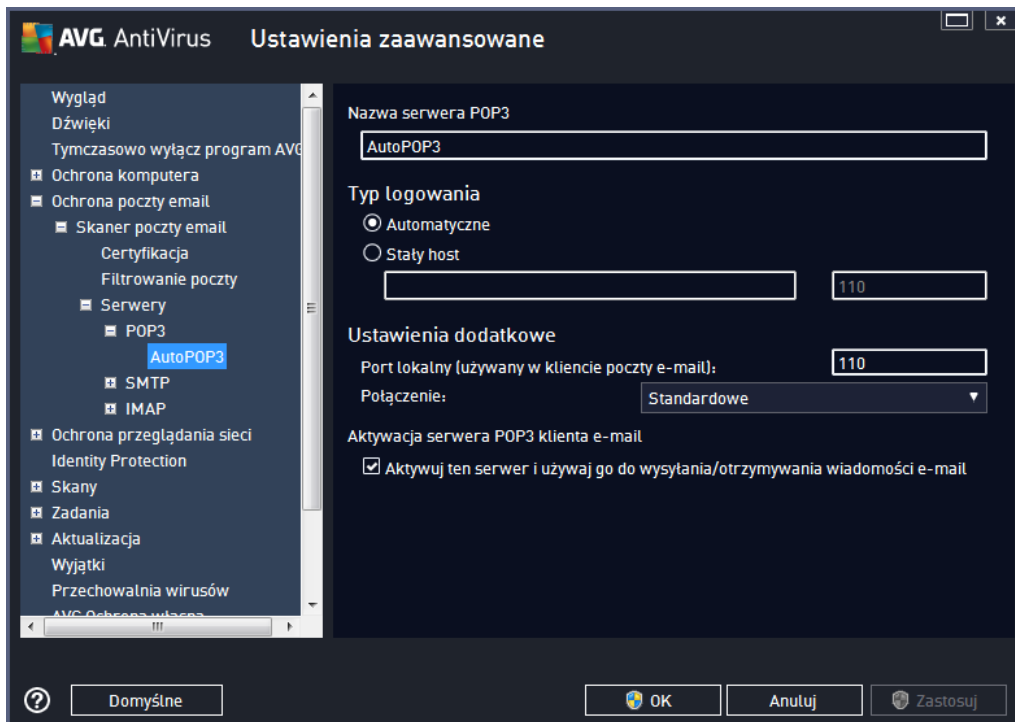 AVG. AntiVirus Ustawienia zaawansowane
Wygląd
Dźwięki
Tymczasowo wyłącz program AVG
Ochrona komputera
Ochrona poczty email
Skaner poczty email
Certyfikacja
Filtrowanie poczty
Serwery
POP3
AutoPOP3
SMTP
IMAP
Ochrona przeglądania sieci
Identity Protection
Skany
Zadania
Aktualizacja
Wyjątki
Przechowalnia wirusów
AVG Ochrona własna
Nazwa serwera POP3
AutoPOP3
Typ logowania
Automatyczne
Stały host
110
Ustawienia dodatkowe
Port lokalny (używany w kliencie poczty e-mail):
110
Połączenie:
Standardowe
Aktywacja serwera POP3 klienta e-mail
Aktywuj ten serwer i używaj go do wysyłania/otrzymywania wiadomości e-mail
? Domyślne OK Anuluj Zastosuj